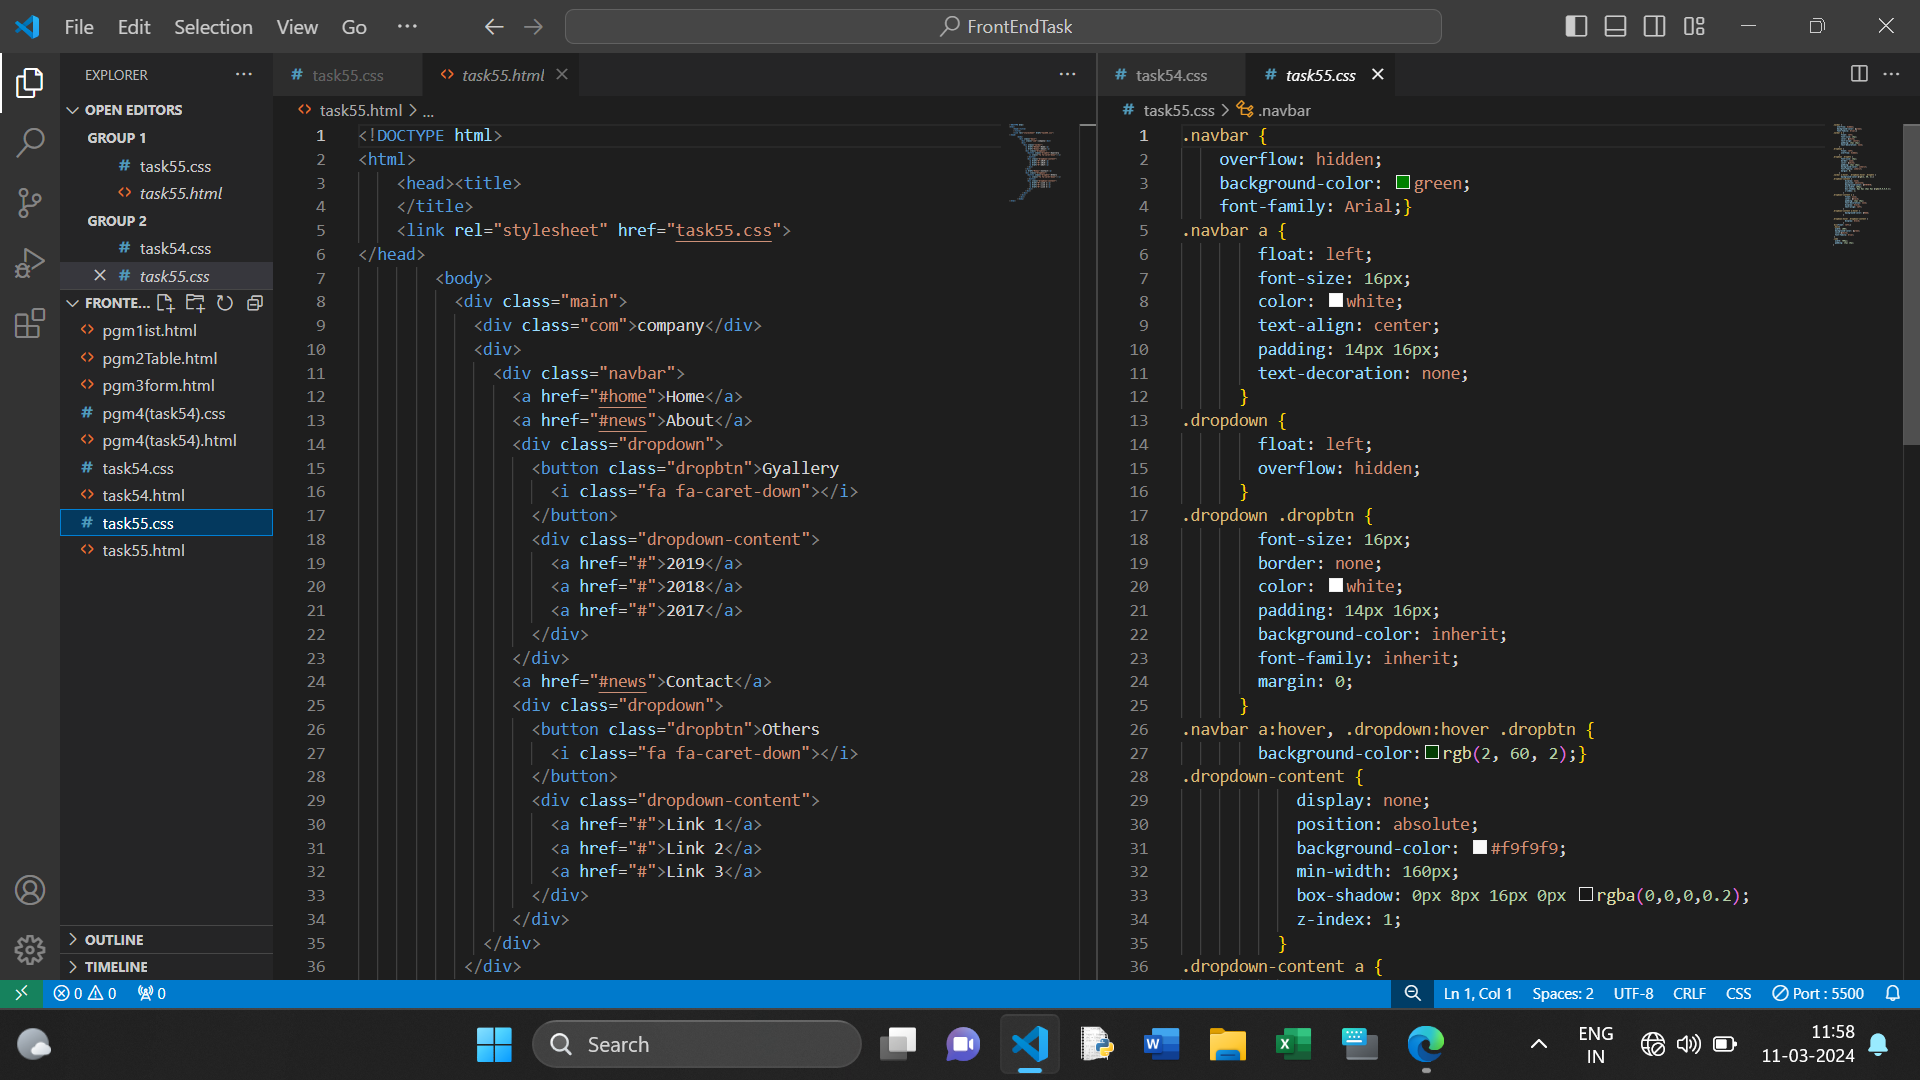 File Edit Selection View Go ···
FrontEndTask
EXPLORER
OPEN EDITORS
GROUP 1
# task55.css
<> task55.html
GROUP 2
# task54.css
# task55.css
FRONTE...
<> pgm1ist.html
<> pgm2Table.html
<> pgm3form.html
# pgm4(task54).css
<> pgm4(task54).html
# task54.css
<> task54.html
# task55.css
<> task55.html
OUTLINE
TIMELINE
# task55.css <> task55.html
<> task55.html > ...
1 <!DOCTYPE html>
2 <html>
3 <head><title>
4 </title>
5 <link rel="stylesheet" href="task55.css">
6 </head>
7 <body>
8 <div class="main">
9 <div class="com">company</div>
10 <div>
11 <div class="navbar">
12 <a href="#home">Home</a>
13 <a href="#news">About</a>
14 <div class="dropdown">
15 <button class="dropbtn">Gyallery
16 <i class="fa fa-caret-down"></i>
17 </button>
18 <div class="dropdown-content">
19 <a href="#">2019</a>
20 <a href="#">2018</a>
21 <a href="#">2017</a>
22 </div>
23 </div>
24 <a href="#news">Contact</a>
25 <div class="dropdown">
26 <button class="dropbtn">Others
27 <i class="fa fa-caret-down"></i>
28 </button>
29 <div class="dropdown-content">
30 <a href="#">Link 1</a>
31 <a href="#">Link 2</a>
32 <a href="#">Link 3</a>
33 </div>
34 </div>
35 </div>
36 </div>
# task54.css # task55.css
# task55.css > .navbar
1 .navbar {
2 overflow: hidden;
3 background-color: green;
4 font-family: Arial;}
5 .navbar a {
6 float: left;
7 font-size: 16px;
8 color: white;
9 text-align: center;
10 padding: 14px 16px;
11 text-decoration: none;
12 }
13 .dropdown {
14 float: left;
15 overflow: hidden;
16 }
17 .dropdown .dropbtn {
18 font-size: 16px;
19 border: none;
20 color: white;
21 padding: 14px 16px;
22 background-color: inherit;
23 font-family: inherit;
24 margin: 0;
25 }
26 .navbar a:hover, .dropdown:hover .dropbtn {
27 background-color:rgb(2, 60, 2);}
28 .dropdown-content {
29 display: none;
30 position: absolute;
31 background-color: #f9f9f9;
32 min-width: 160px;
33 box-shadow: 0px 8px 16px 0px rgba(0,0,0,0.2);
34 z-index: 1;
35 }
36 .dropdown-content a {
0 0 0 Ln 1, Col 1 Spaces: 2 UTF-8 CRLF CSS Port : 5500
Search
ENG
IN
11:58
11-03-2024